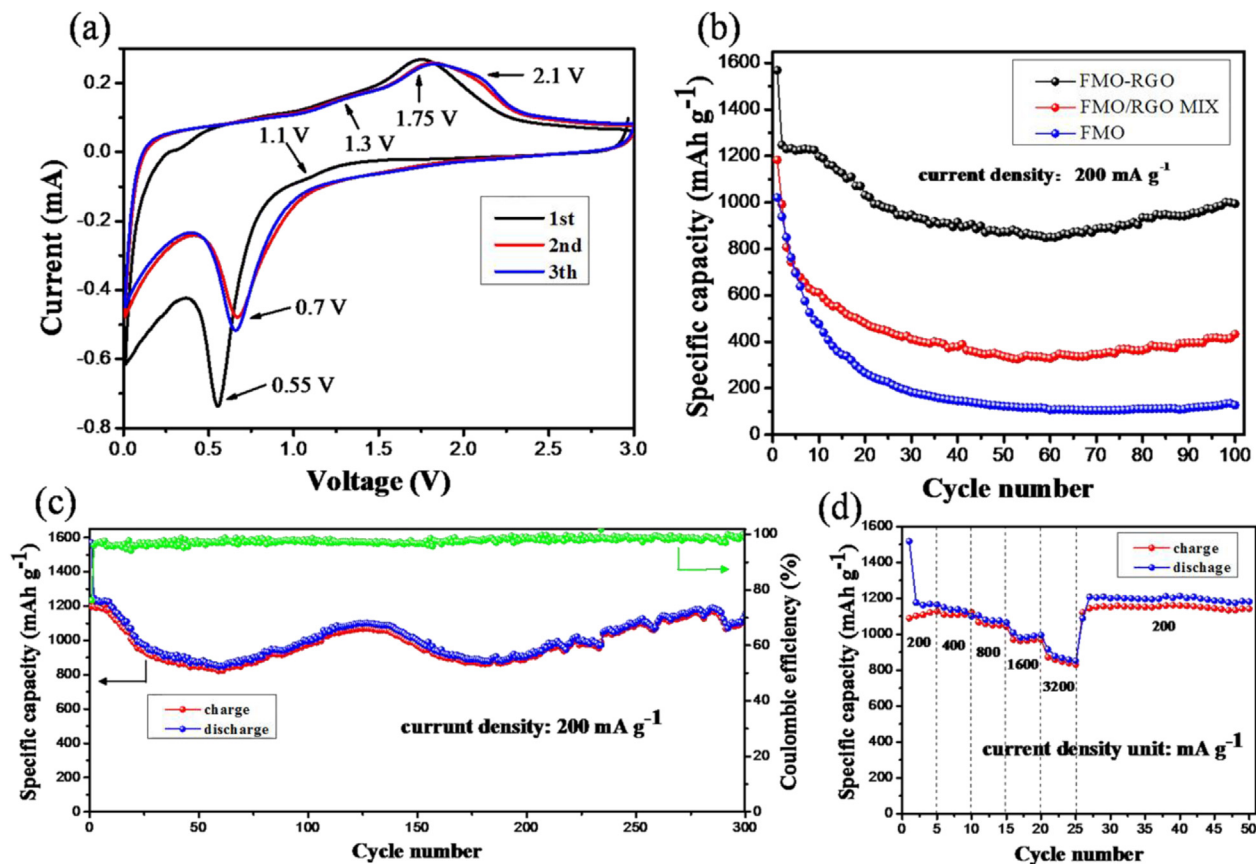 (a)
0.2
0.0
-0.2
-0.4
-0.6
-0.8
Current (mA)
2.1 V
1.75 V
1.3 V
1.1 V
0.7 V
0.55 V
1st
2nd
3th
0.0 0.5 1.0 1.5 2.0 2.5 3.0
Voltage (V)
(b)
1600
1400
1200
1000
800
600
400
200
0
Specific capacity (mAh g-1)
FMO-RGO
FMO/RGO MIX
FMO
current density: 200 mA g-1
10 20 30 40 50 60 70 80 90 100
Cycle number
(c)
1600
1400
1200
1000
800
600
400
200
0
Specific capacity (mAh g-1)
charge
discharge
currunt density: 200 mA g-1
100
80
60
40
20
0
Coulombic efficiency (%)
0 50 100 150 200 250 300
Cycle number
(d)
1600
1400
1200
1000
800
600
400
200
0
Specific capacity (mAh g-1)
charge
dischage
200 400 800 1600 3200 200
current density unit: mA g-1
0 5 10 15 20 25 30 35 40 45 50
Cycle number